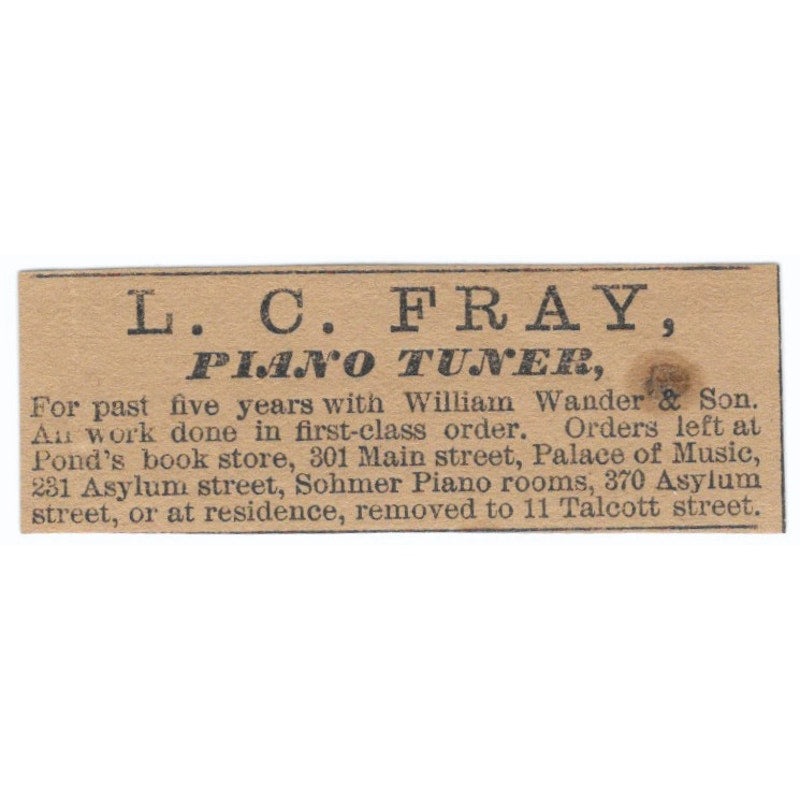 L. C. FRAY,
PIANO TUNER,
For past five years with William Wander & Son.
All work done in first-class order. Orders left at
Pond's book store, 301 Main street, Palace of Music,
231 Asylum street, Sohmer Piano rooms, 370 Asylum
street, or at residence, removed to 11 Talcott street.